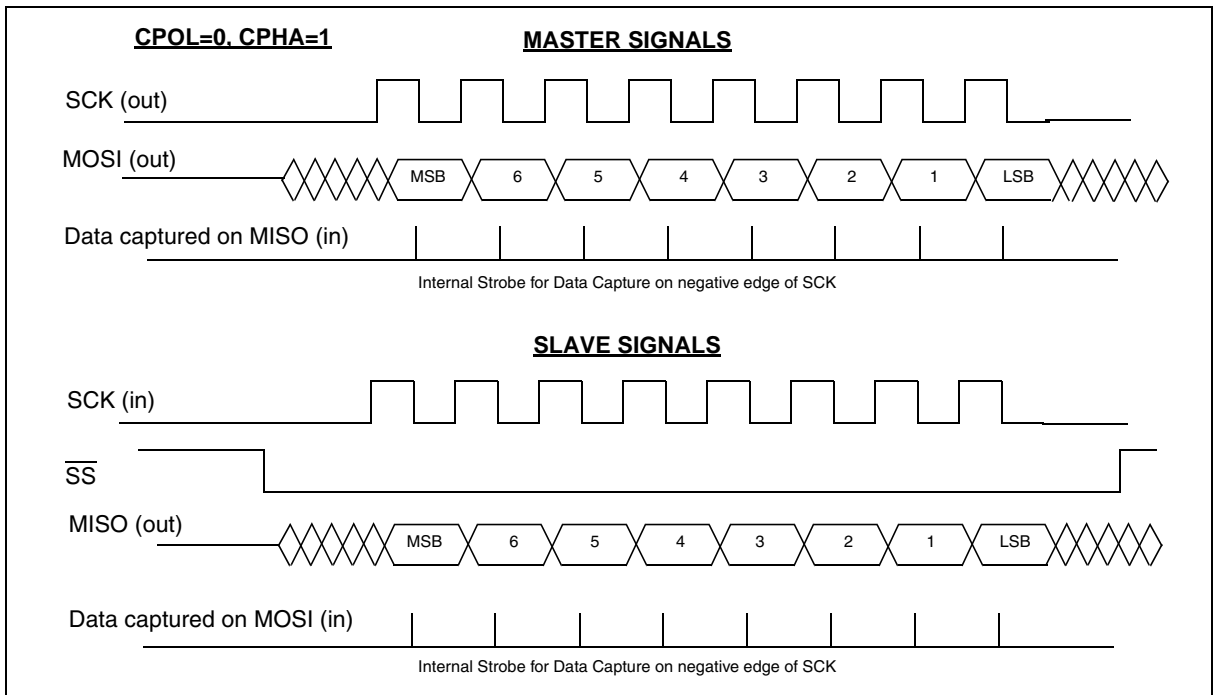 CPOL=0, CPHA=1
MASTER SIGNALS
SCK (out)
MOSI (out)
MSB 6 5 4 3 2 1 LSB
Data captured on MISO (in)
Internal Strobe for Data Capture on negative edge of SCK
SLAVE SIGNALS
SCK (in)
SS
MISO (out)
MSB 6 5 4 3 2 1 LSB
Data captured on MOSI (in)
Internal Strobe for Data Capture on negative edge of SCK